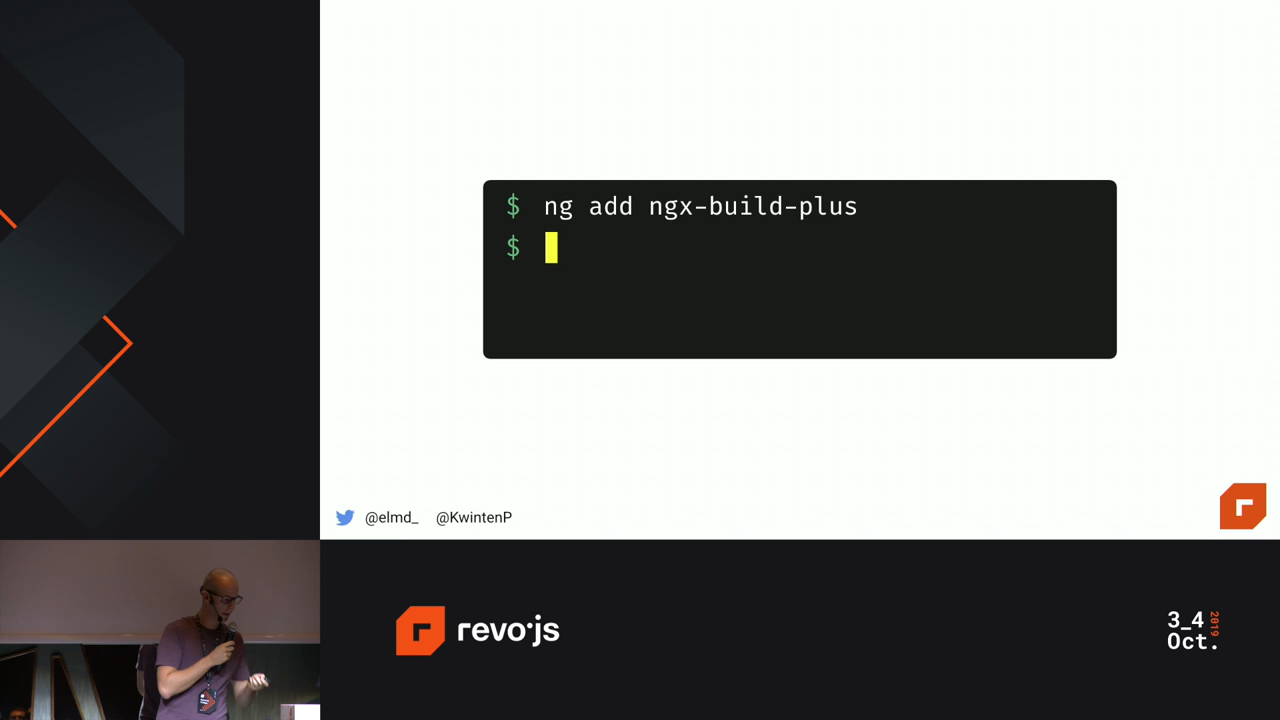 $ ng add ngx-build-plus
$
@elmd_ @KwintenP
revo·js
3_4 2019
Oct.